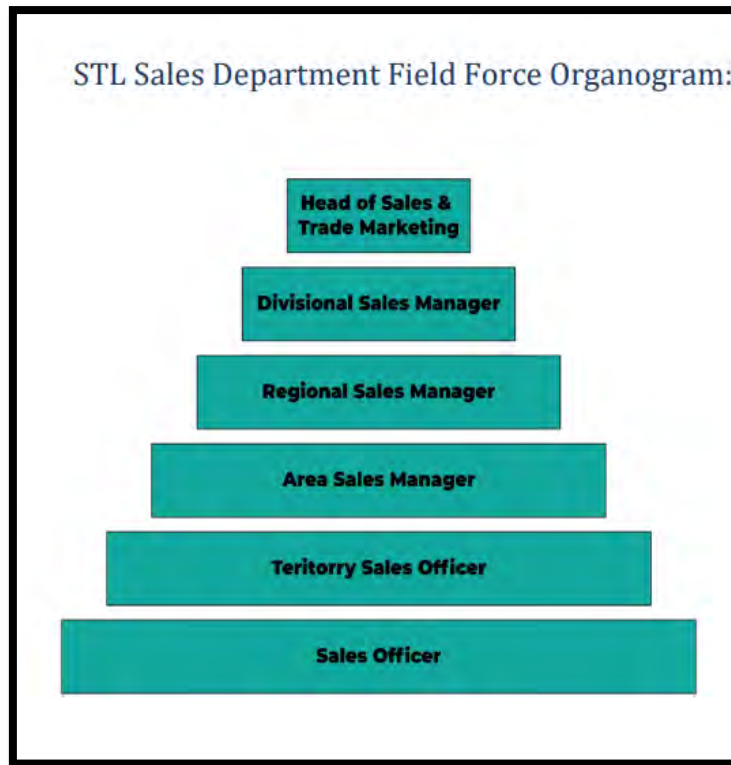 STL Sales Department Field Force Organogram:
Head of Sales &
Trade Marketing
Divisional Sales Manager
Regional Sales Manager
Area Sales Manager
Teritorry Sales Officer
Sales Officer